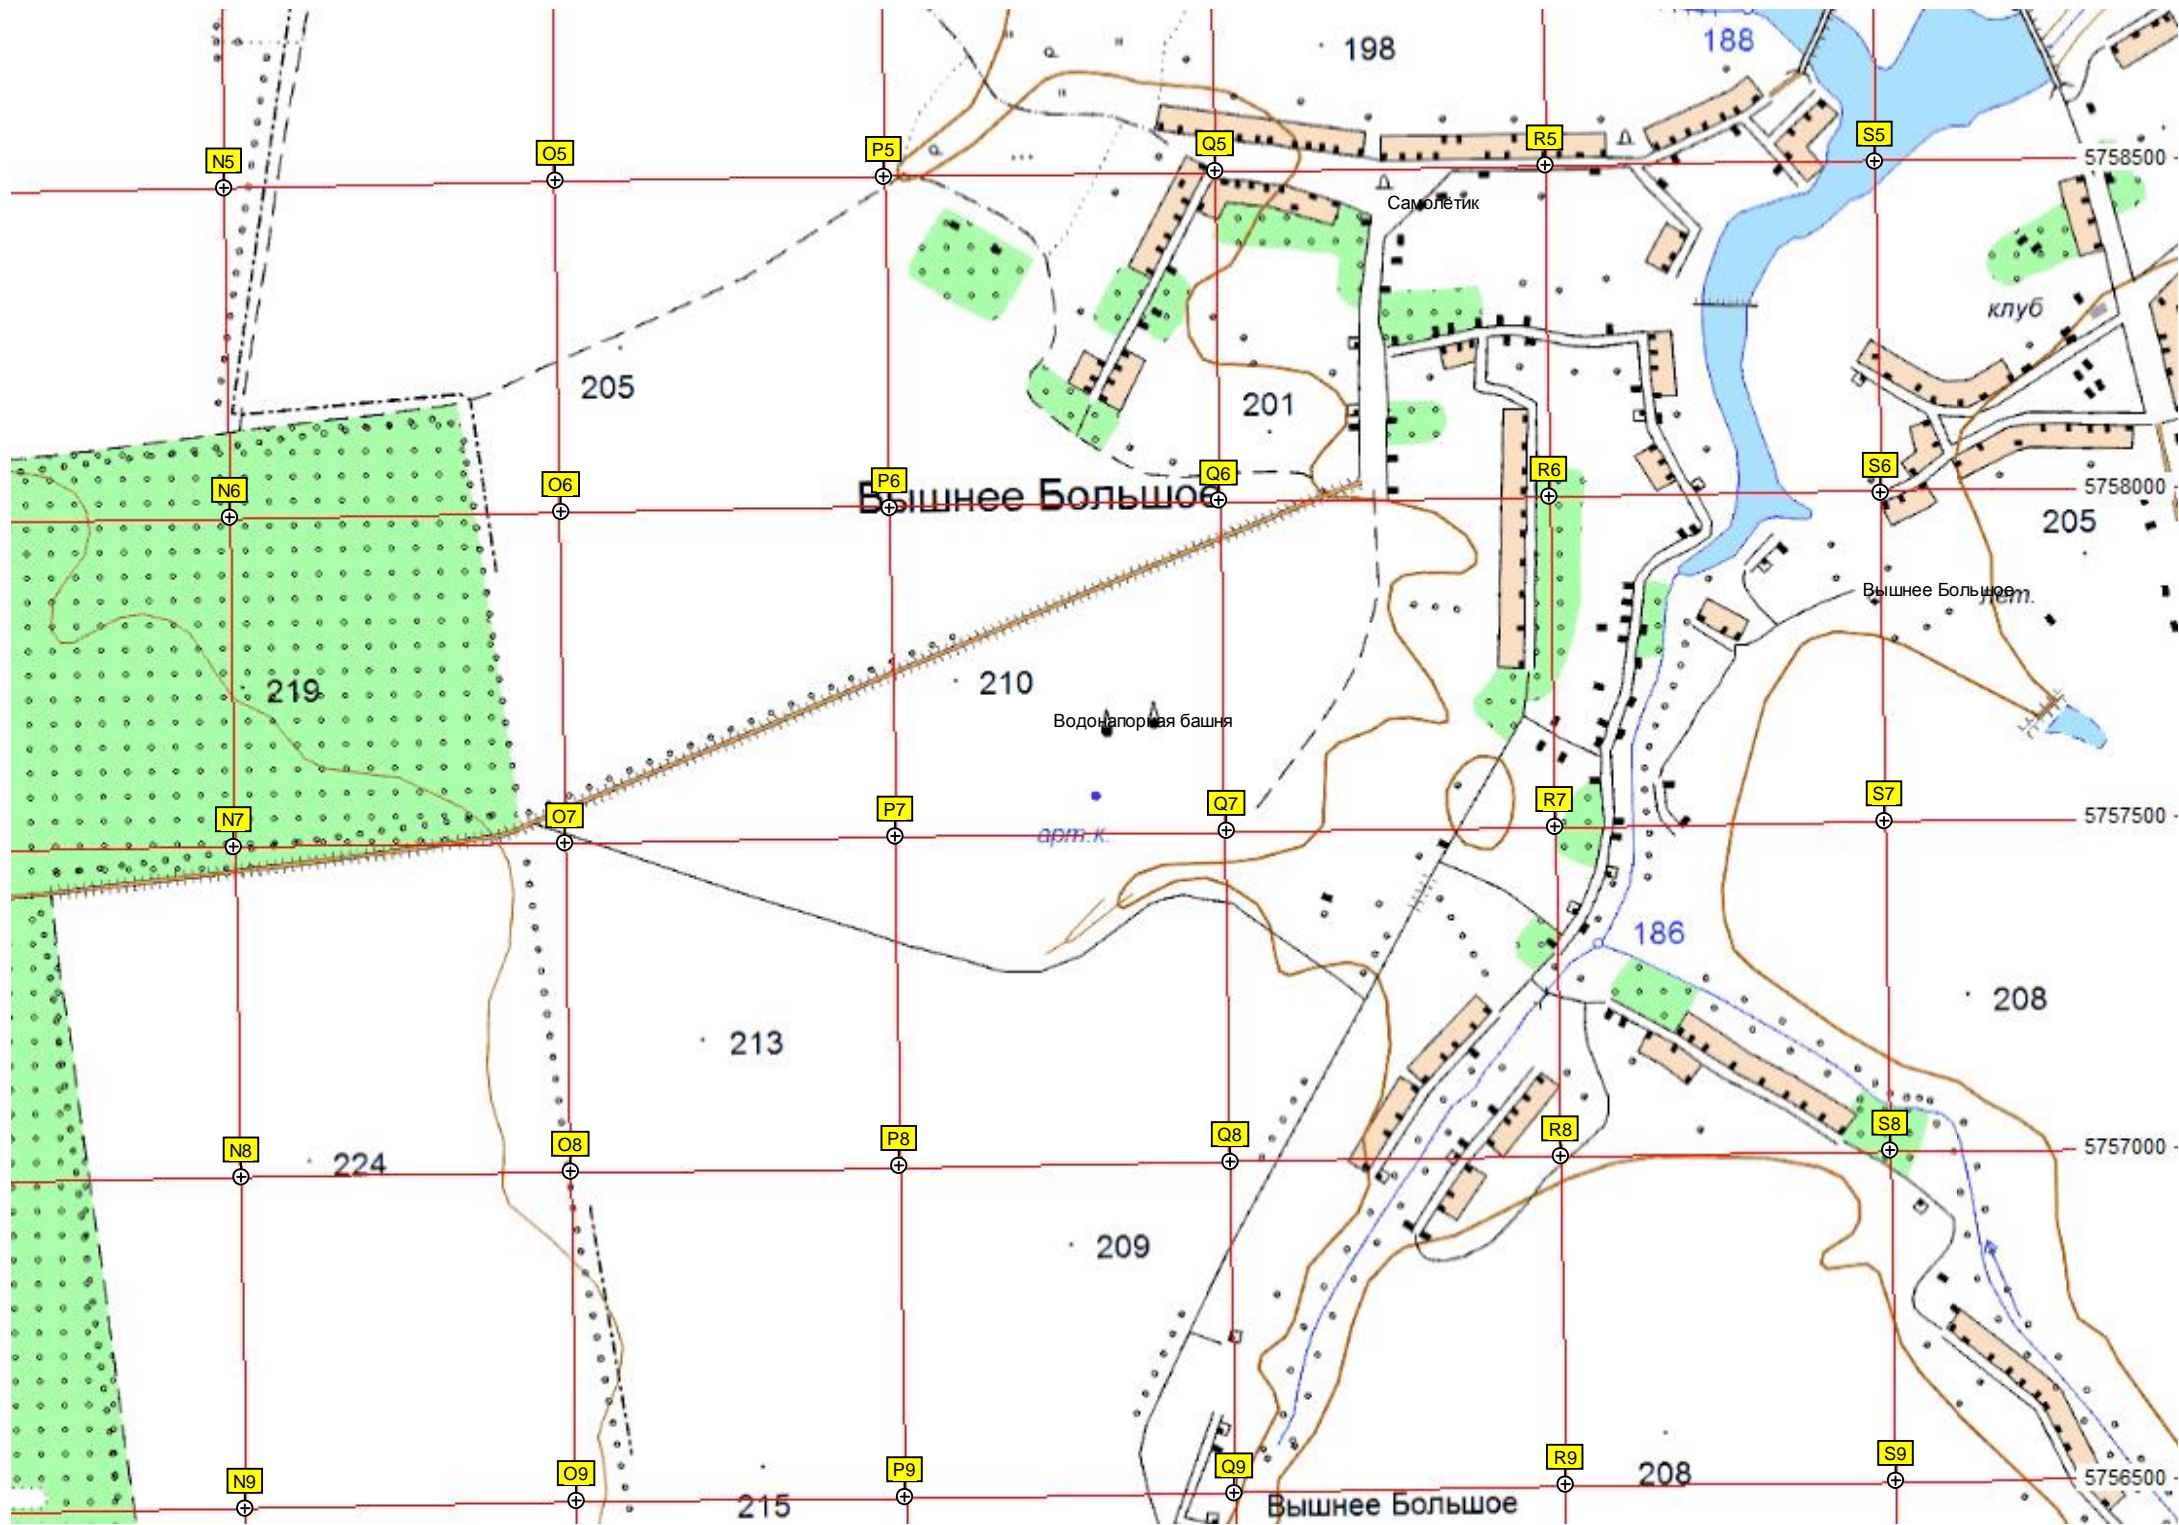 198
188
N5
O5
P5
Q5
R5
S5
5758500
Самолётик
клуб
205
201
N6
O6
P6
Q6
R6
S6
5758000
Вышнее Большое
205
Вышнее Большое
лет.
219
210
Водонапорная башня
N7
O7
P7
Q7
R7
S7
5757500
арт.к.
186
208
213
N8
O8
P8
Q8
R8
S8
5757000
224
209
N9
O9
P9
Q9
R9
S9
5756500
208
215
Вышнее Большое